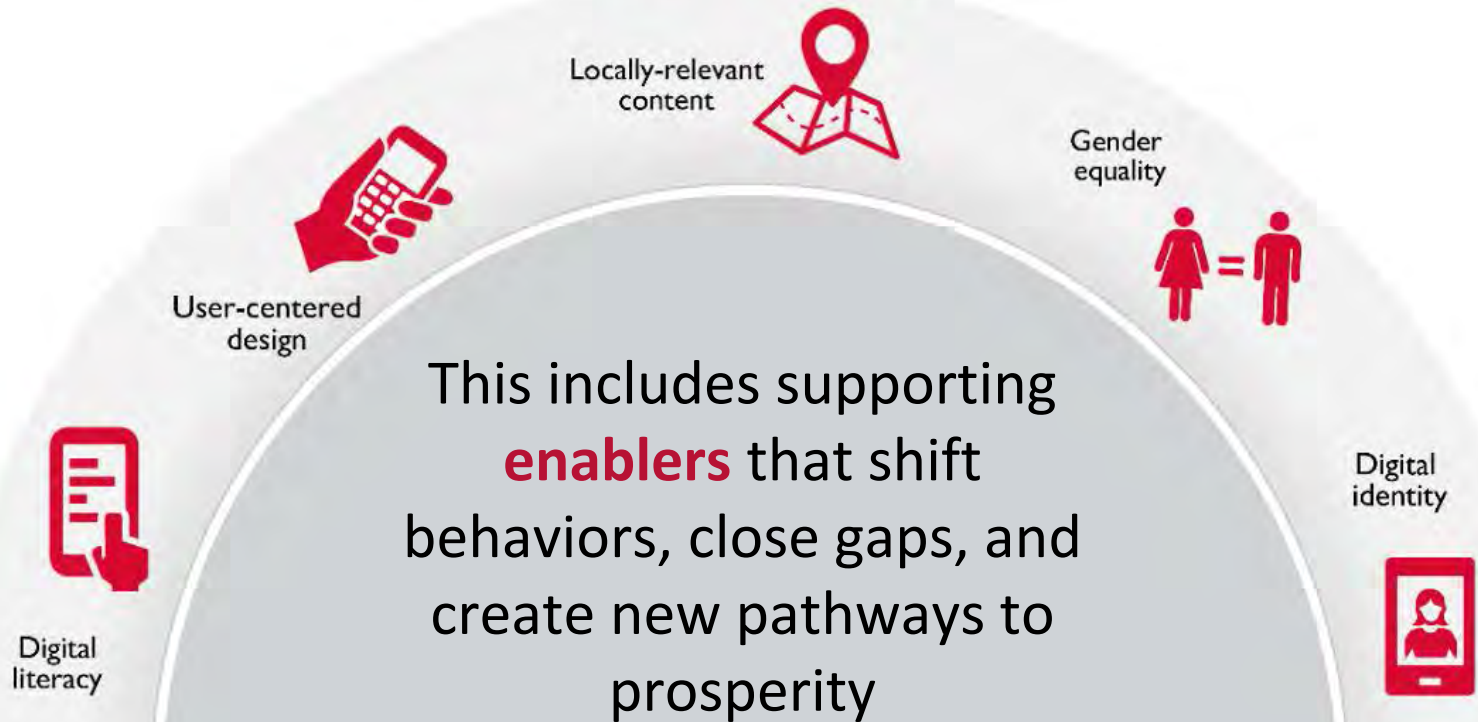 Locally-relevant
content
Gender
equality
User-centered
design
This includes supporting
enablers that shift
behaviors, close gaps, and
create new pathways to
prosperity
Digital
identity
Digital
literacy